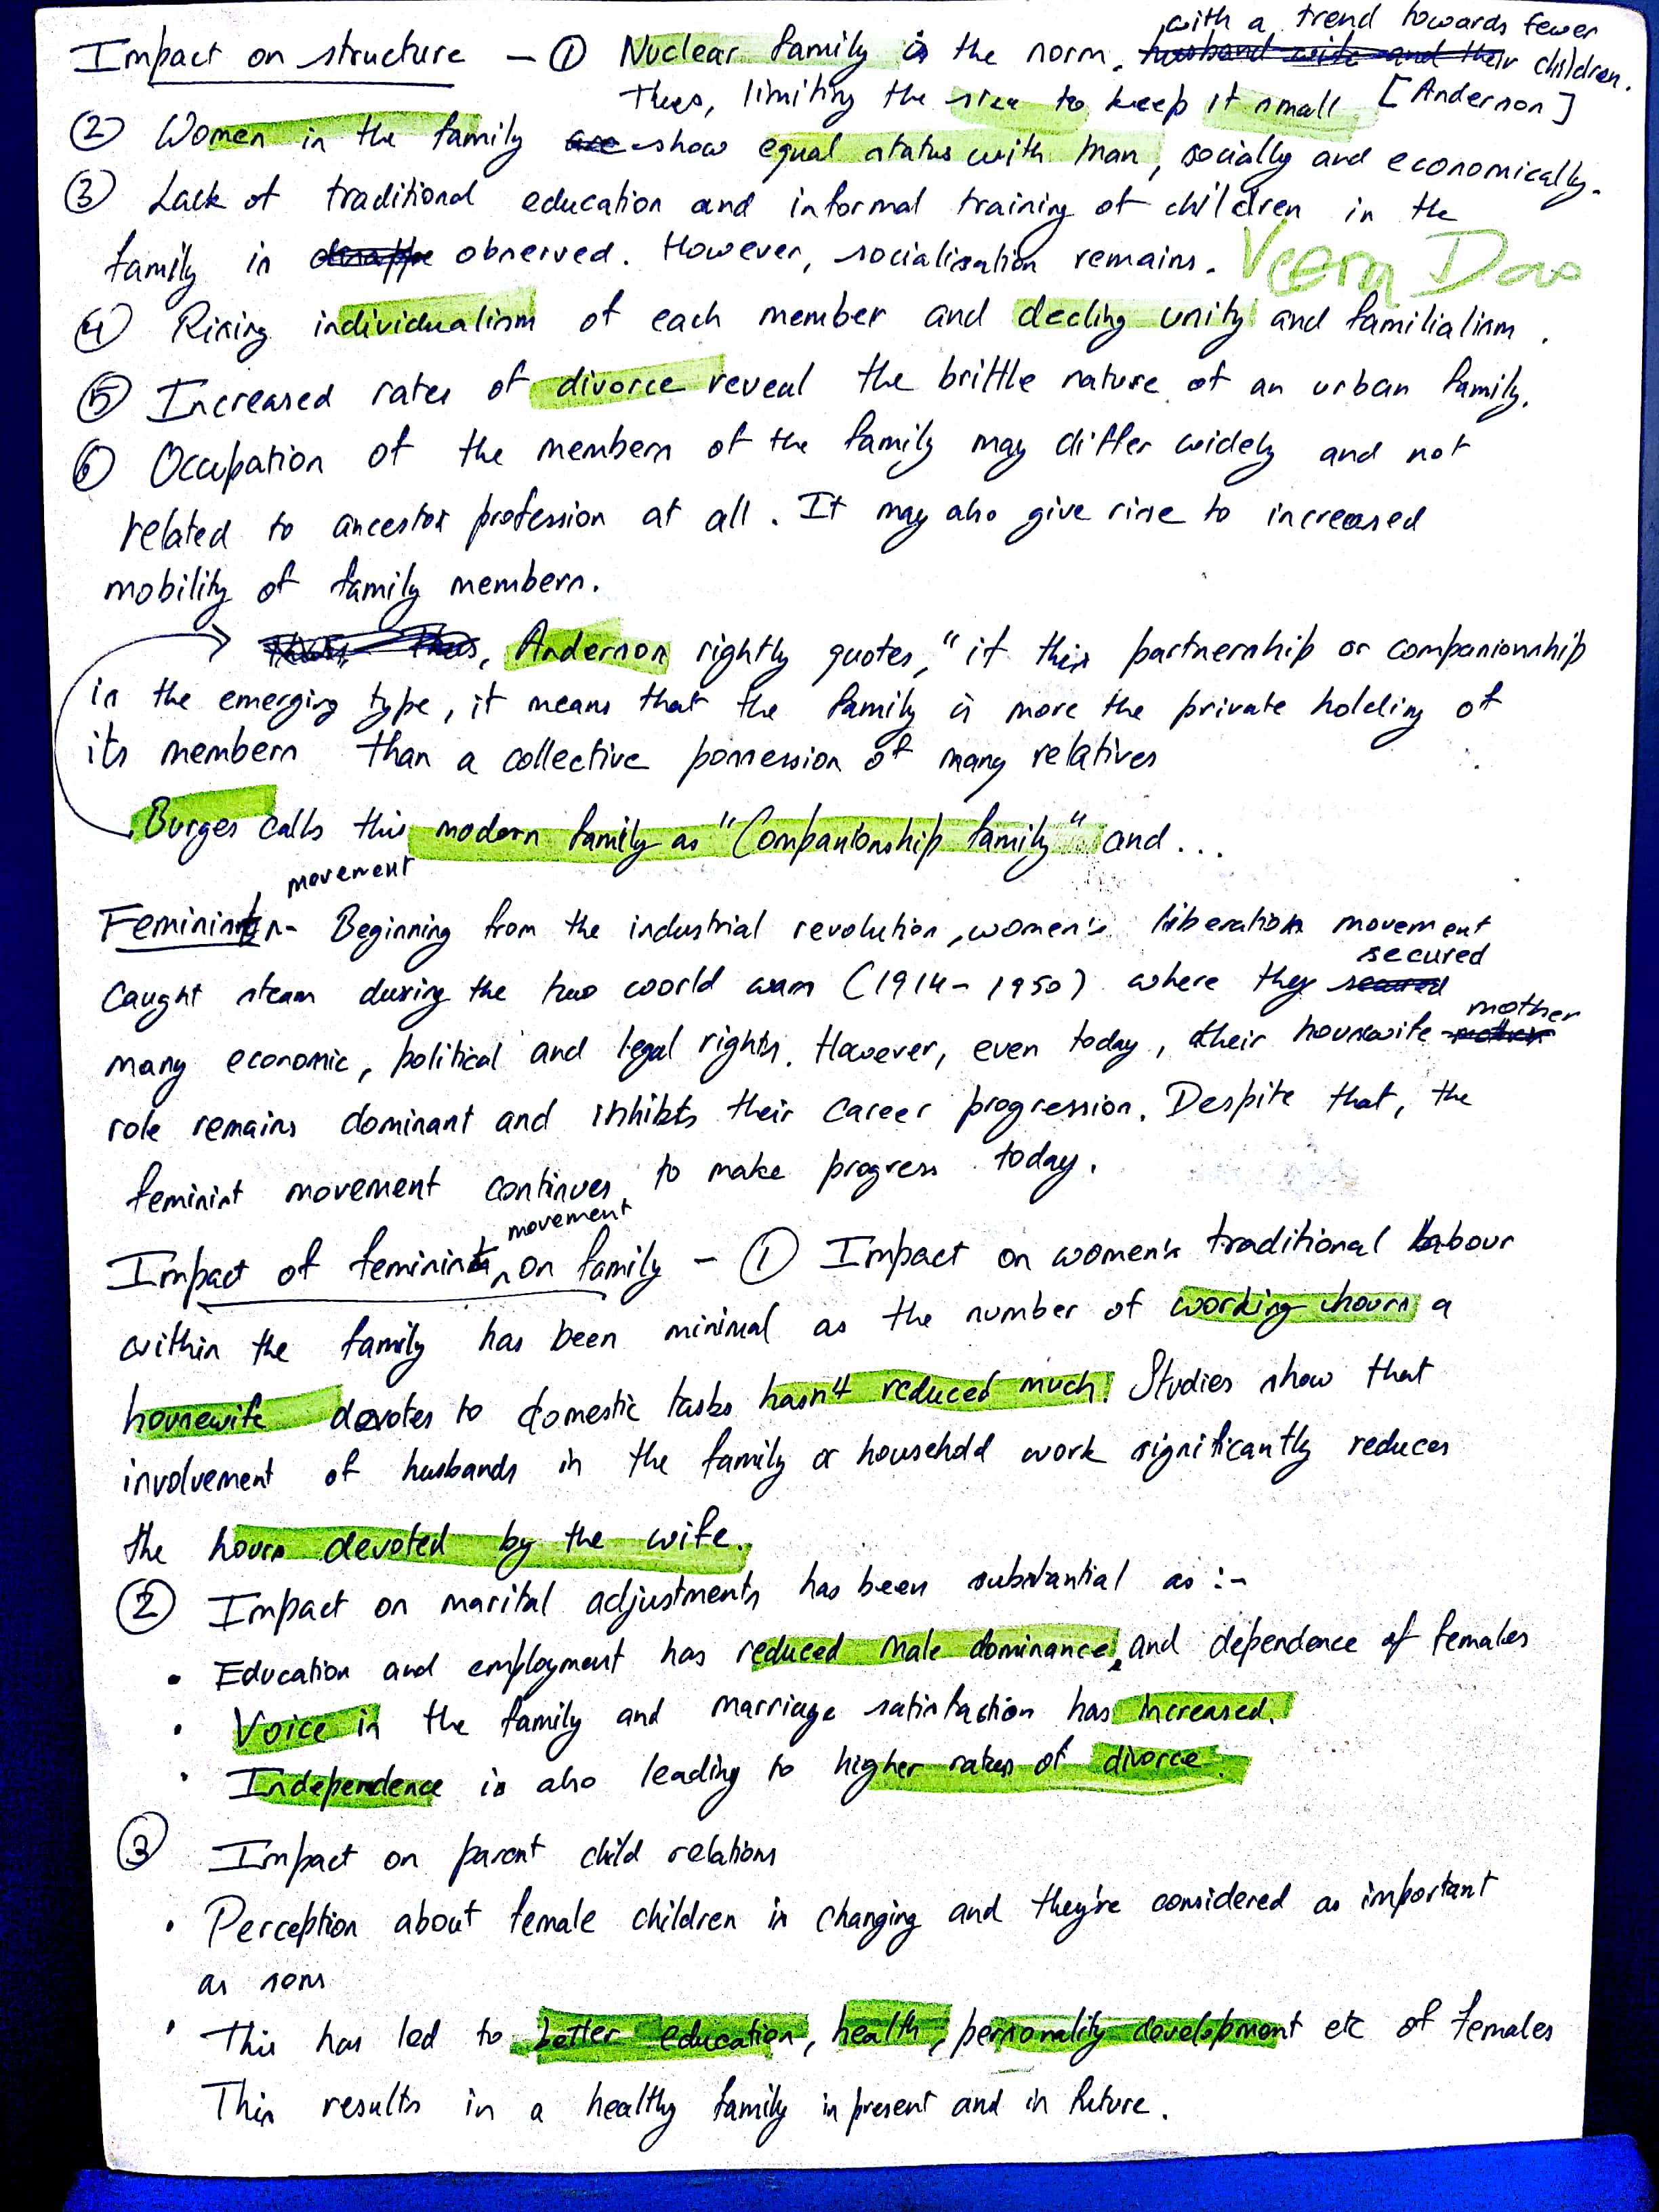 with a trend towards fewer
Impact on structure - ① Nuclear family is the norm, husband wife and their children.
Thus, limiting the size to keep it small [Anderson]
② Women in the family are show equal status with man, socially and economically.
③ Lack of traditional education and informal training of children in the
family is observed. However, socialisation remains.
Veena Das
④ Rising individualism of each member and decling unity and familialism.
⑤ Increased rates of divorce reveal the brittle nature of an urban family.
⑥ Occupation of the members of the family may differ widely and not
related to ancestor profession at all. It may also give rise to increased
mobility of family members.
Thus, Anderson rightly quotes, "if this partnership or companionship
is the emerging type, it means that the family is more the private holding of
its members than a collective possession of many relatives
Burges calls this modern family as "Companionship family" and...
movement
Feminist - Beginning from the industrial revolution, women's liberation movement
secured
caught steam during the two world wars (1914-1950) where they secured
mother
many economic, political and legal rights. However, even today, their housewife mother
role remains dominant and inhibts their career progression. Despite that, the
feminist movement continues to make progress today.
movement
Impact of feminist on family - ① Impact on women's traditional labour
within the family has been minimal as the number of working hours a
housewife devotes to domestic tasks hasn't reduced much. Studies show that
involvement of husbands in the family or household work significantly reduces
the hours devoted by the wife.
② Impact on marital adjustments has been substantial as :-
• Education and employment has reduced male dominance, and dependence of females
• Voice in the family and marriage satisfaction has increased.
• Independence is also leading to higher rates of divorce.
③ Impact on parent child relations
• Perception about female children is changing and they're considered as important
as sons
• This has led to better education, health, personality development etc of females
This results in a healthy family in present and in future.